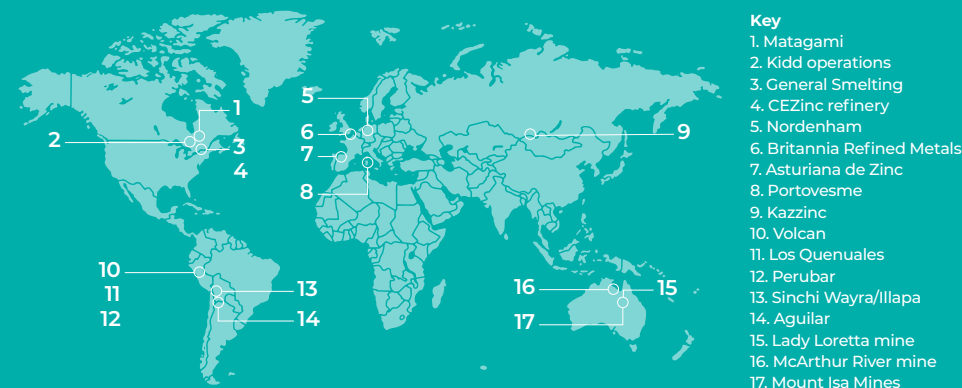 1
2
3
4
5
6
7
8
9
10
11
12
13
14
15
16
17
Key
1. Matagami
2. Kidd operations
3. General Smelting
4. CEZinc refinery
5. Nordenham
6. Britannia Refined Metals
7. Asturiana de Zinc
8. Portovesme
9. Kazzinc
10. Volcan
11. Los Quenuales
12. Perubar
13. Sinchi Wayra/Illapa
14. Aguilar
15. Lady Loretta mine
16. McArthur River mine
17. Mount Isa Mines